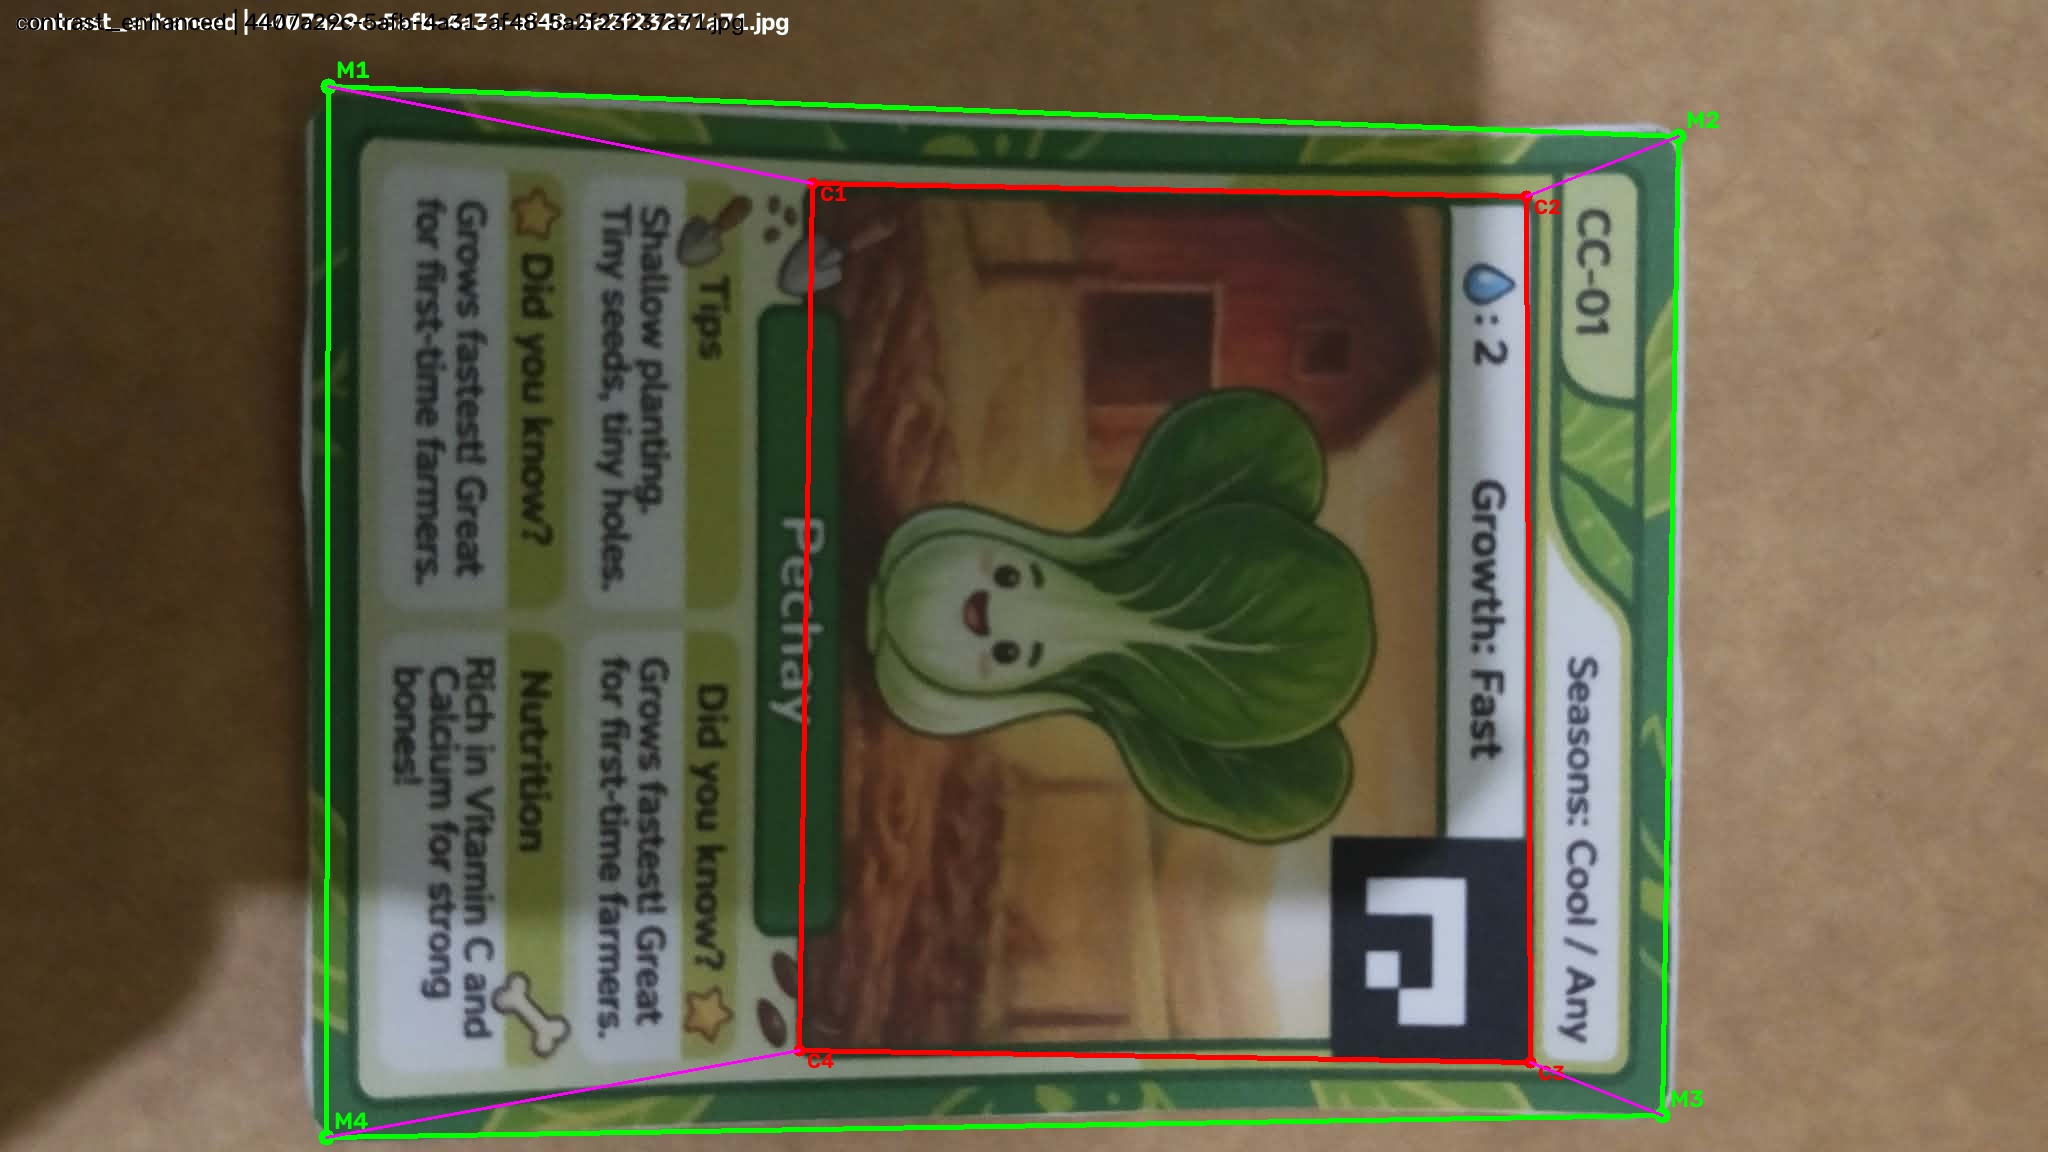 M1
M2
C1
C2
CC-01
Seasons: Cool / Any
: 2
Growth: Fast
Pechay
Tips
Shallow planting.
Tiny seeds, tiny holes.
Did you know?
Grows fastest! Great
for first-time farmers.
Did you know?
Grows fastest! Great
for first-time farmers.
Nutrition
Rich in Vitamin C and
Calcium for strong
bones!
C4
C3
M4
M3